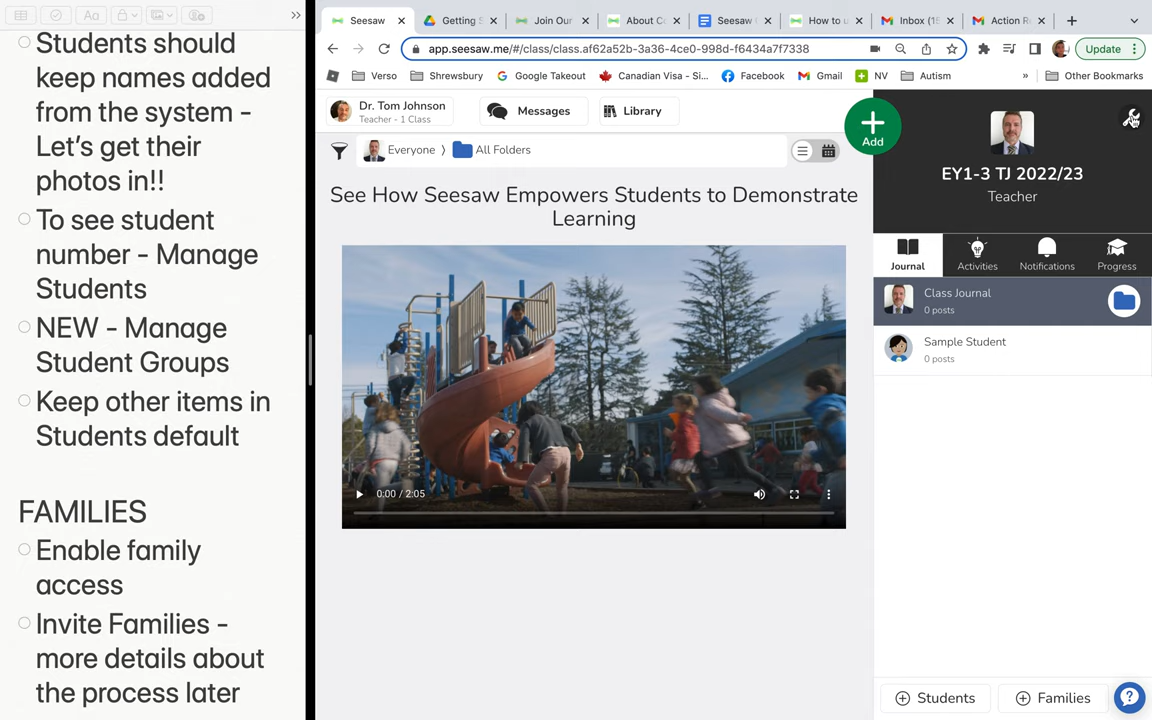 Students should
keep names added
from the system -
Let's get their
photos in!!
To see student
number - Manage
Students
NEW - Manage
Student Groups
Keep other items in
Students default
FAMILIES
Enable family
access
Invite Families -
more details about
the process later
Seesaw
Getting S
Join Our
About C
Seesaw
How to u
Inbox (15
Action R
app.seesaw.me/#/class/class.af62a52b-3a36-4ce0-998d-f6434a7f7338
Update
Verso
Shrewsbury
Google Takeout
Canadian Visa - Si...
Facebook
Gmail
NV
Autism
»
Other Bookmarks
Dr. Tom Johnson
Teacher - 1 Class
Messages
Library
Add
Everyone 〉 All Folders
See How Seesaw Empowers Students to Demonstrate
Learning
0:00 / 2:05
EY1-3 TJ 2022/23
Teacher
Journal
Activities
Notifications
Progress
Class Journal
0 posts
Sample Student
0 posts
Students
Families